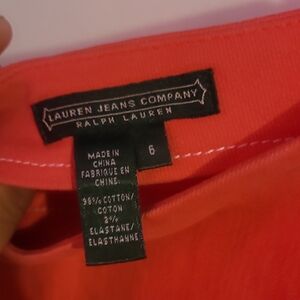 LAUREN JEANS COMPANY
RALPH LAUREN
6
MADE IN
CHINA
FABRIQUE EN
CHINE
98% COTTON/
COTON
2%
ELASTANE/
ELASTHANNE